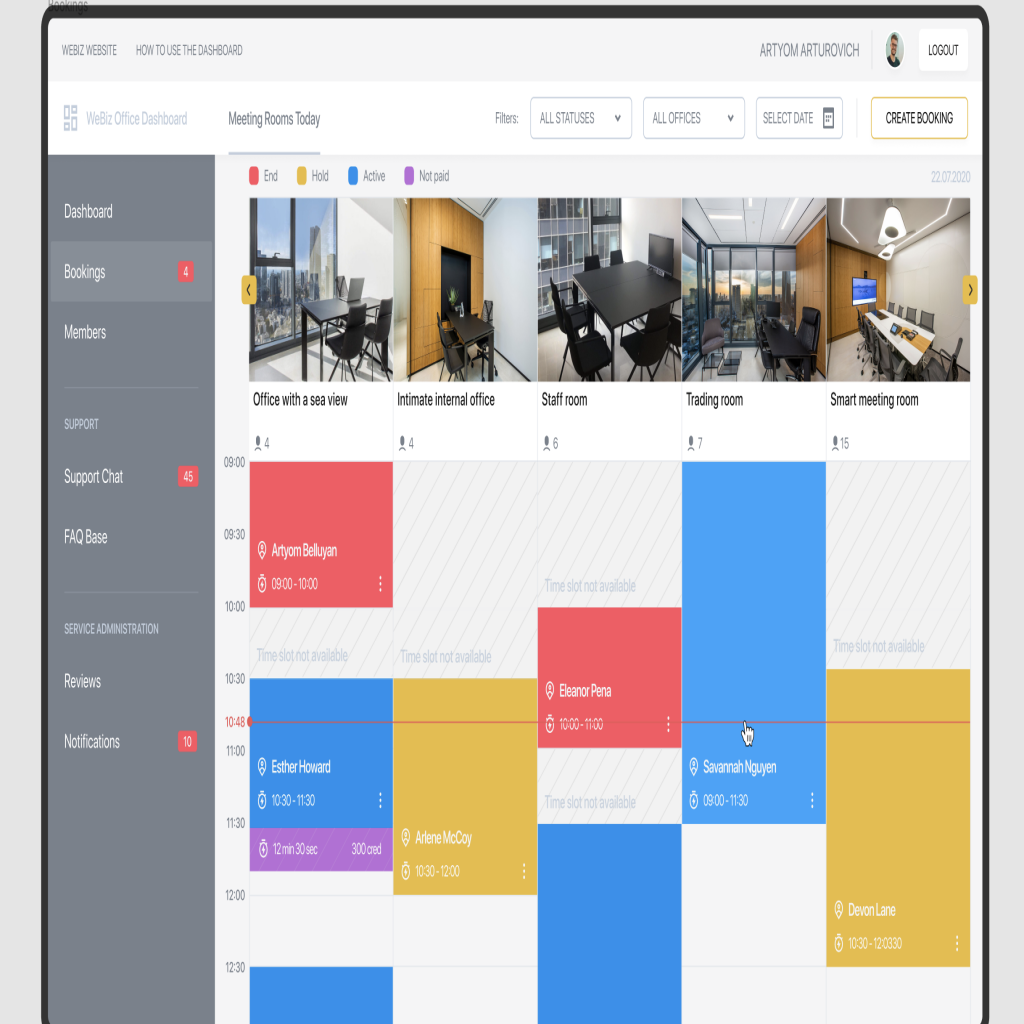 Bookings
WEBIZ WEBSITE HOW TO USE THE DASHBOARD ARTYOM ARTUROVICH LOGOUT
WeBiz Office Dashboard Meeting Rooms Today Filters: ALL STATUSES ALL OFFICES SELECT DATE CREATE BOOKING
End Hold Active Not paid 22.07.2020
Dashboard
Bookings 4
Members
SUPPORT
Support Chat 45
FAQ Base
SERVICE ADMINISTRATION
Reviews
Notifications 10
Office with a sea view Intimate internal office Staff room Trading room Smart meeting room
4 4 6 7 15
09:00
09:30
Artyom Belluyan
09:00 - 10:00
Time slot not available
10:00
Time slot not available Time slot not available Time slot not available
10:30
Eleanor Pena
10:48 10:00 - 11:00
11:00
Esther Howard Savannah Nguyen
10:30 - 11:30 Time slot not available 09:00 - 11:30
11:30
Arlene McCoy
12 min 30 sec 300 cred
10:30 - 12:00
12:00
Devon Lane
10:30 - 12:0330
12:30